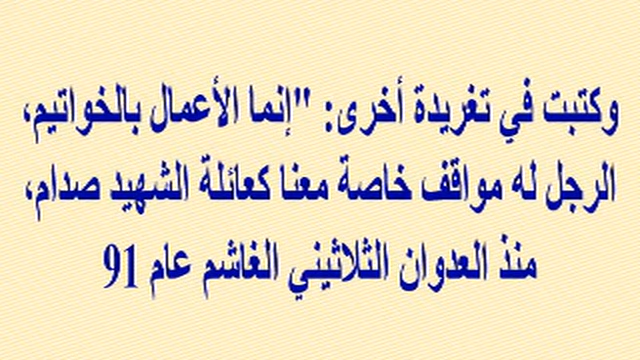 وكتبت في تغريدة أخرى: "إنما الأعمال بالخواتيم،
الرجل له مواقف خاصة معنا كعائلة الشهيد صدام،
منذ العدوان الثلاثيني الغاشم عام 91